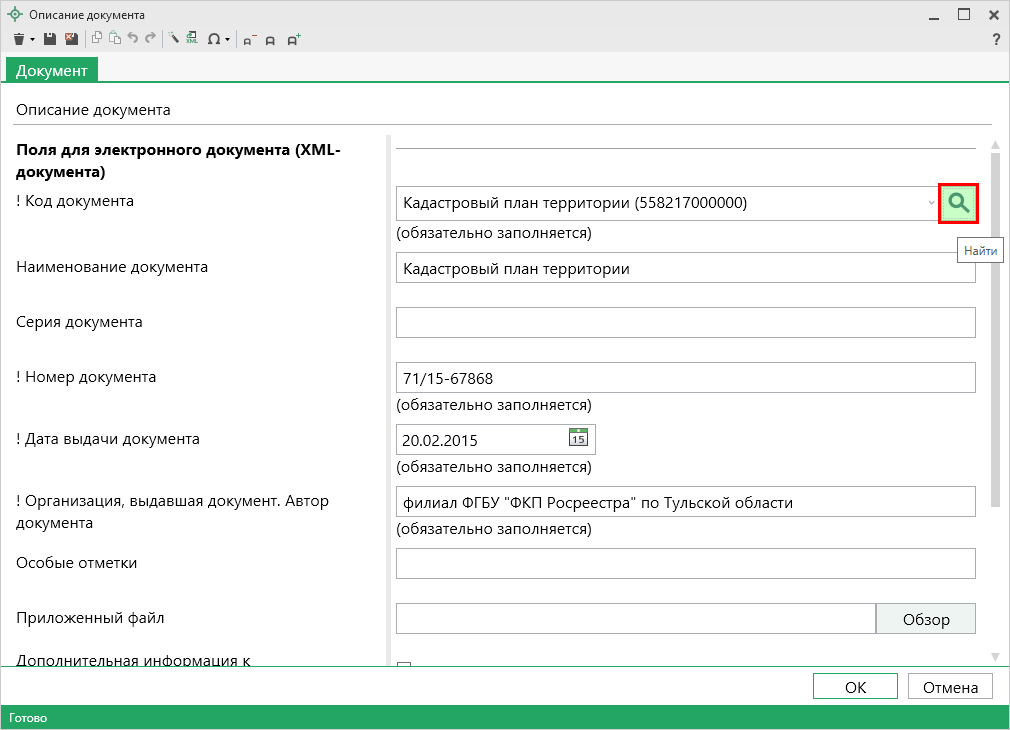 Описание документа
XML
Ω
A⁻ A A⁺
?
Документ
Описание документа
Поля для электронного документа (XML-
документа)
! Код документа
Кадастровый план территории (558217000000)
(обязательно заполняется)
Найти
Наименование документа
Кадастровый план территории
Серия документа
! Номер документа
71/15-67868
(обязательно заполняется)
! Дата выдачи документа
20.02.2015
15
(обязательно заполняется)
! Организация, выдавшая документ. Автор
документа
филиал ФГБУ "ФКП Росреестра" по Тульской области
(обязательно заполняется)
Особые отметки
Приложенный файл
Обзор
Дополнительная информация к
ОК
Отмена
Готово